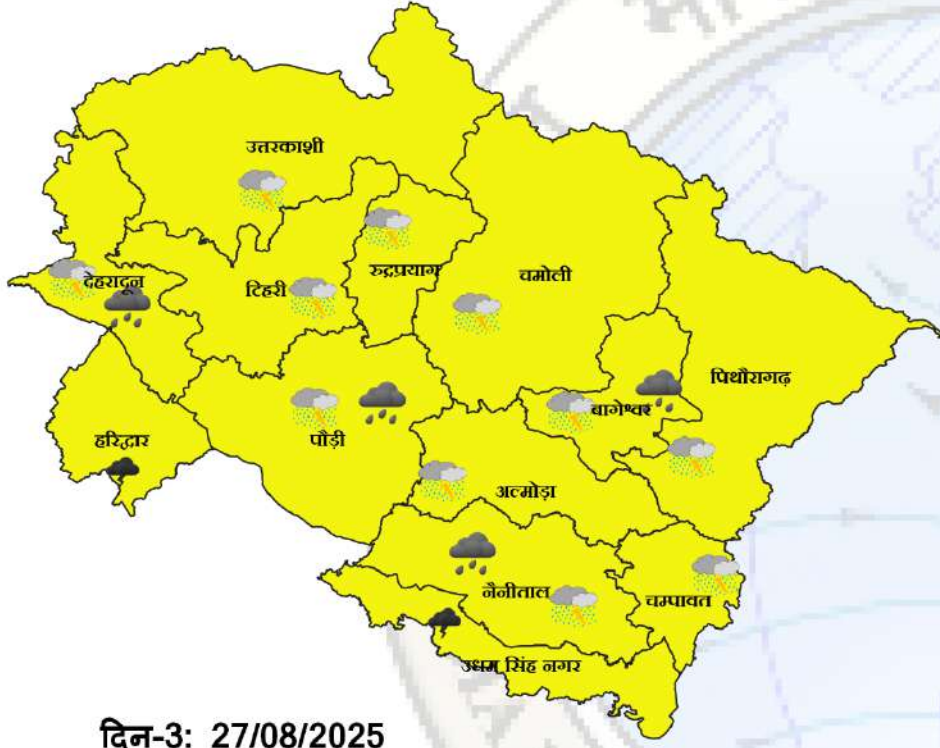 उत्तरकाशी
रुद्रप्रयाग
देहरादून
टिहरी
चमोली
पिथौरागढ़
बागेश्वर
हरिद्वार
पौड़ी
अल्मोड़ा
नैनीताल
चम्पावत
उधम सिंह नगर
दिन-3: 27/08/2025